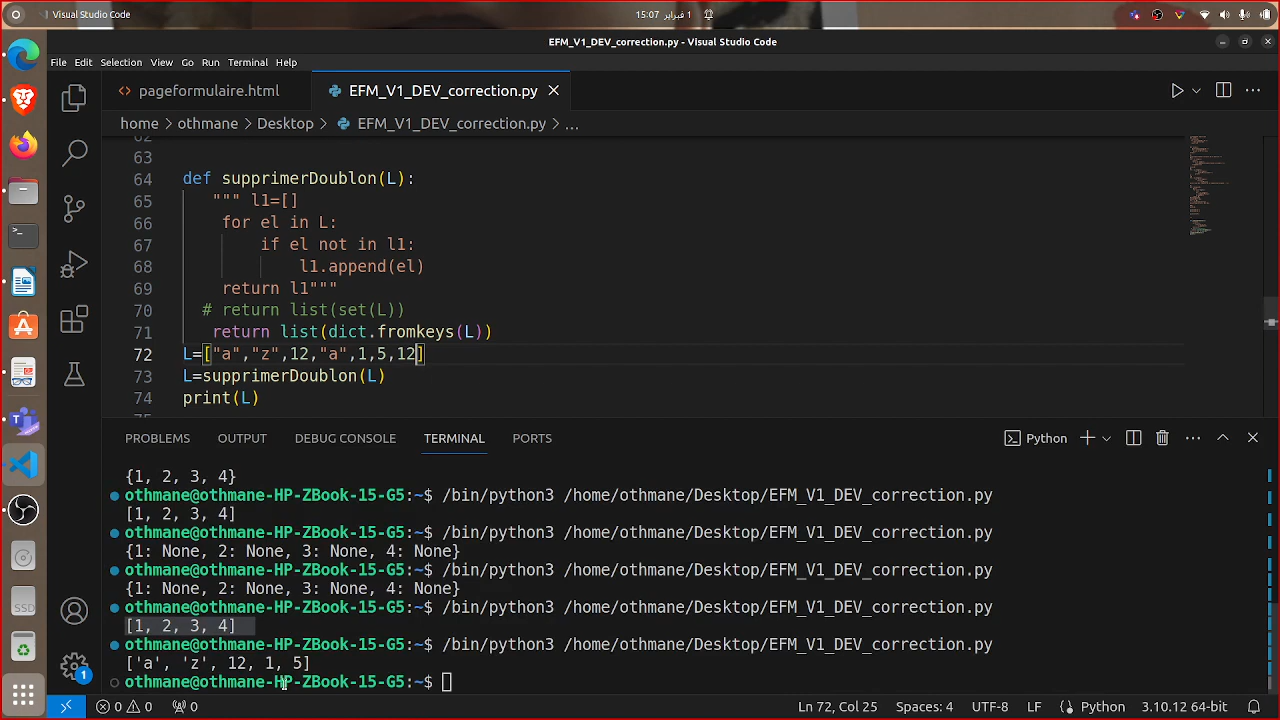 Visual Studio Code
15:07 فبراير 1
EFM_V1_DEV_correction.py - Visual Studio Code
File Edit Selection View Go Run Terminal Help
pageformulaire.html EFM_V1_DEV_correction.py
home > othmane > Desktop > EFM_V1_DEV_correction.py > ...
62
63
64 def supprimerDoublon(L):
65 """ l1=[]
66 for el in L:
67 if el not in l1:
68 l1.append(el)
69 return l1"""
70 # return list(set(L))
71 return list(dict.fromkeys(L))
72 L=["a","z",12,"a",1,5,12]
73 L=supprimerDoublon(L)
74 print(L)
75
PROBLEMS OUTPUT DEBUG CONSOLE TERMINAL PORTS Python
{1, 2, 3, 4}
othmane@othmane-HP-ZBook-15-G5:~$ /bin/python3 /home/othmane/Desktop/EFM_V1_DEV_correction.py
[1, 2, 3, 4]
othmane@othmane-HP-ZBook-15-G5:~$ /bin/python3 /home/othmane/Desktop/EFM_V1_DEV_correction.py
{1: None, 2: None, 3: None, 4: None}
othmane@othmane-HP-ZBook-15-G5:~$ /bin/python3 /home/othmane/Desktop/EFM_V1_DEV_correction.py
{1: None, 2: None, 3: None, 4: None}
othmane@othmane-HP-ZBook-15-G5:~$ /bin/python3 /home/othmane/Desktop/EFM_V1_DEV_correction.py
[1, 2, 3, 4]
othmane@othmane-HP-ZBook-15-G5:~$ /bin/python3 /home/othmane/Desktop/EFM_V1_DEV_correction.py
['a', 'z', 12, 1, 5]
othmane@othmane-HP-ZBook-15-G5:~$
SSD
1
0 0 0 Ln 72, Col 25 Spaces: 4 UTF-8 LF Python 3.10.12 64-bit